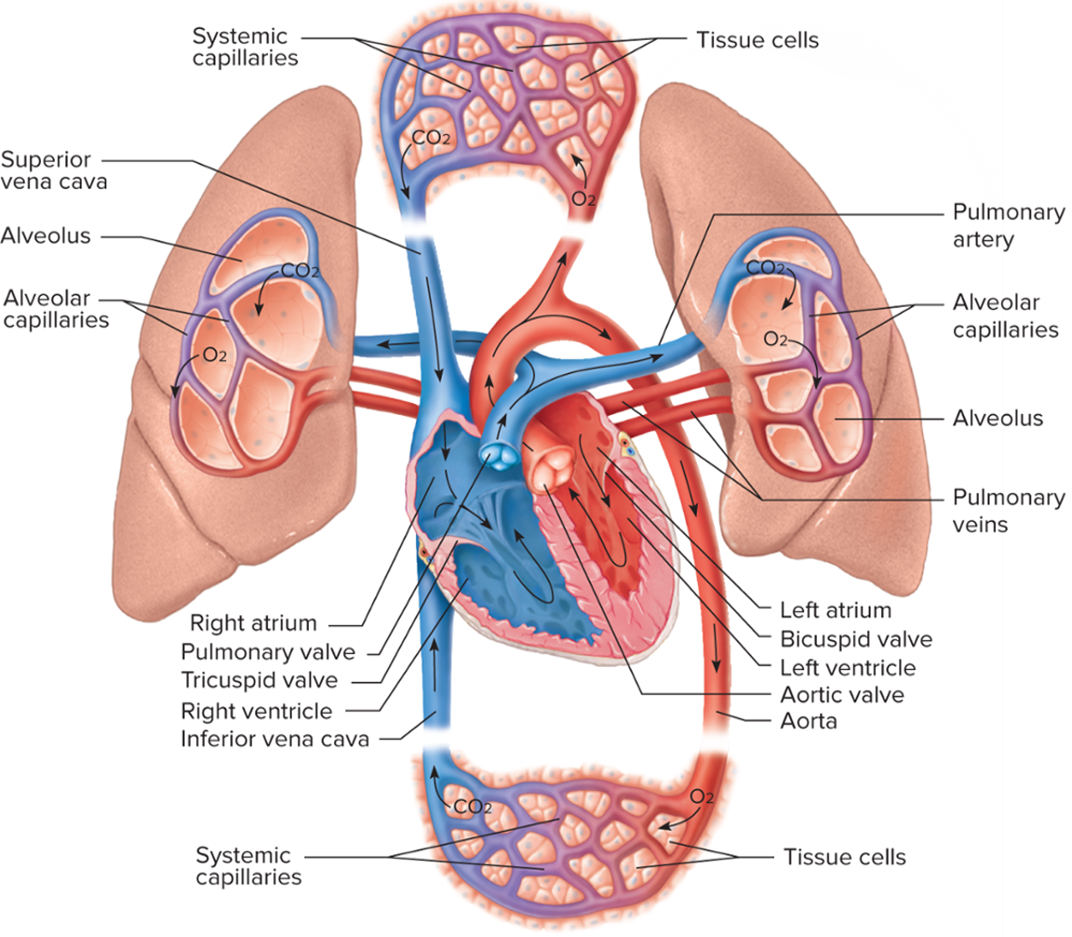 Systemic
capillaries
Tissue cells
CO2
O2
Superior
vena cava
Alveolus
Alveolar
capillaries
CO2
O2
Pulmonary
artery
CO2
O2
Alveolar
capillaries
Alveolus
Pulmonary
veins
Right atrium
Pulmonary valve
Tricuspid valve
Right ventricle
Inferior vena cava
Left atrium
Bicuspid valve
Left ventricle
Aortic valve
Aorta
CO2
O2
Systemic
capillaries
Tissue cells